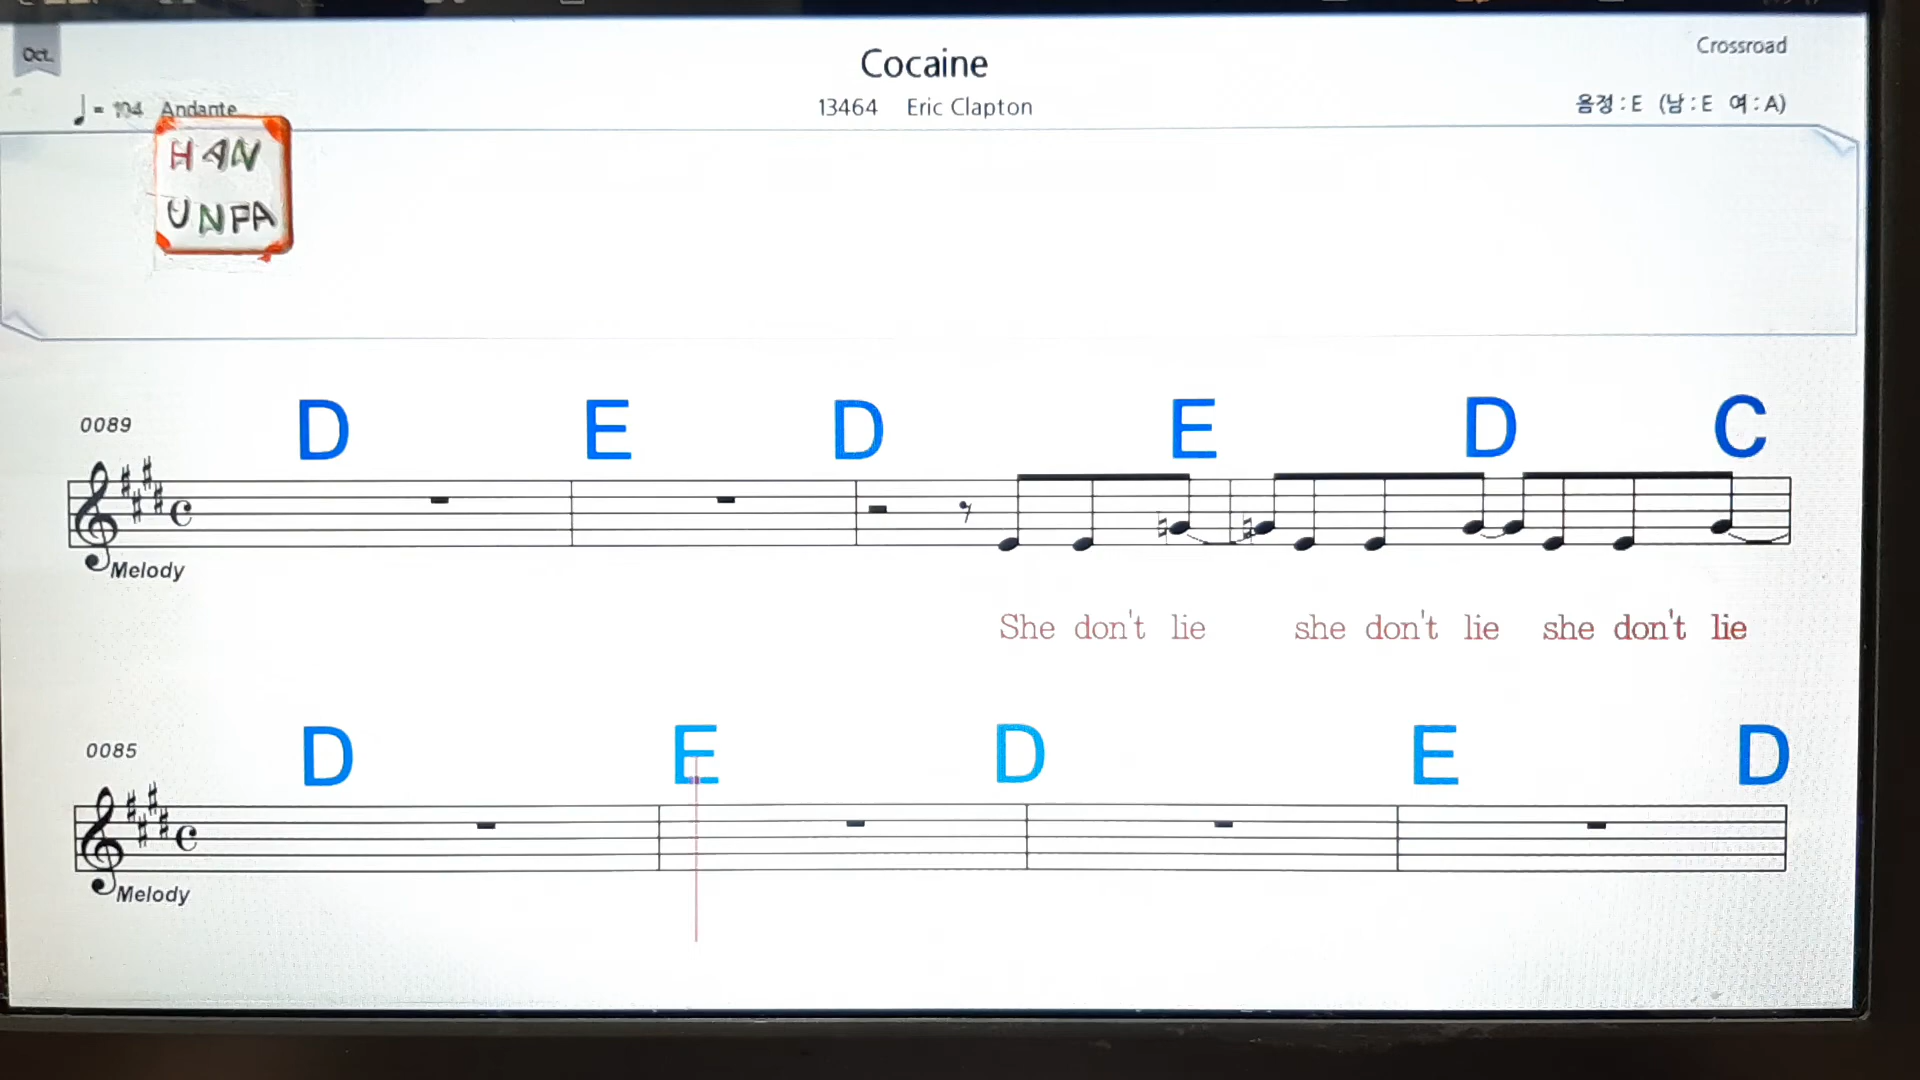 Oct.
Cocaine
Crossroad
♩ = 104 Andante
13464 Eric Clapton
음정 : E (남 : E 여 : A)
HAN
UNPA
D E D E D C
0089
Melody
She don't lie she don't lie she don't lie
D E D E D
0085
Melody